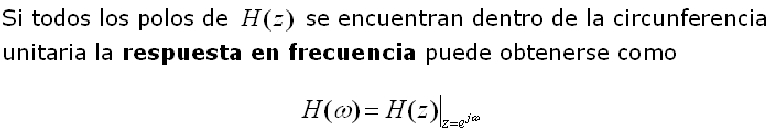 Si todos los polos de H(z) se encuentran dentro de la circunferencia
unitaria la respuesta en frecuencia puede obtenerse como
H(ω) = H(z)|_{z=e^{jω}}